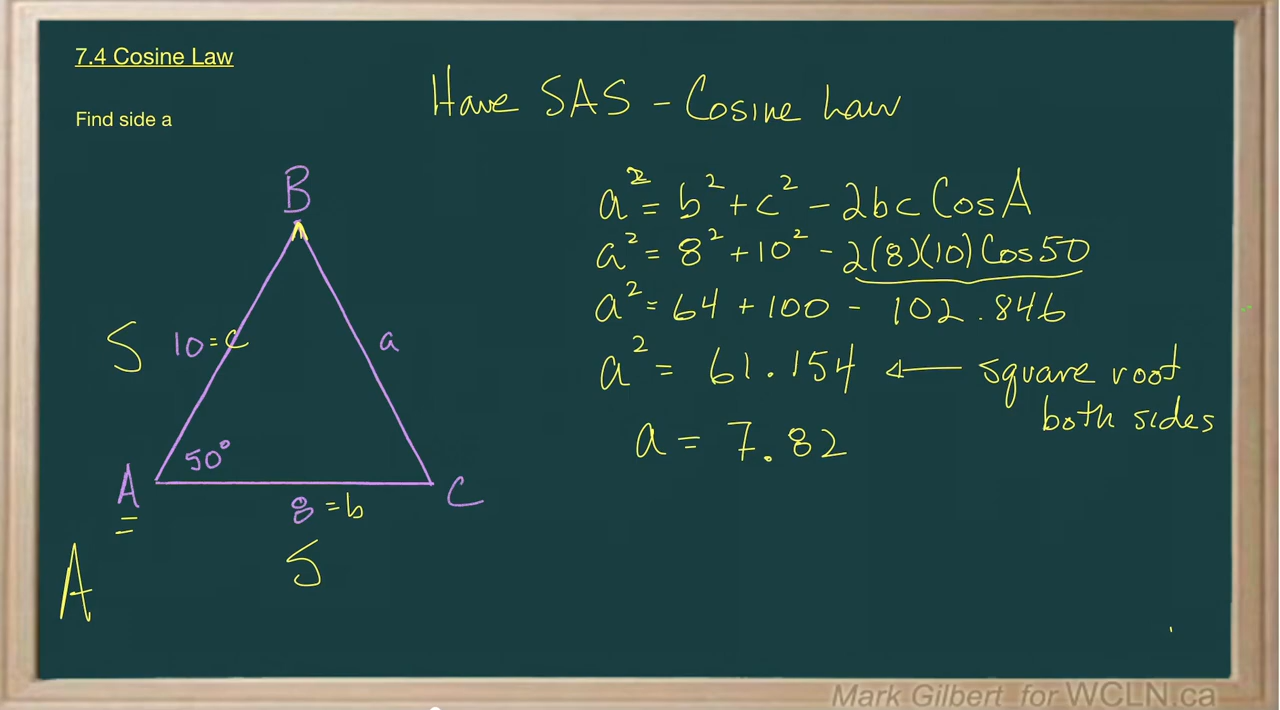 7.4 Cosine Law
Have SAS - Cosine Law
Find side a
B
S 10 = c
a
50°
A
C
8 = b
S
A
a² = b² + c² - 2bc Cos A
a² = 8² + 10² - 2(8)(10) Cos 50
a² = 64 + 100 - 102.846
a² = 61.154 ← square root
both sides
a = 7.82
Mark Gilbert for WCLN.ca